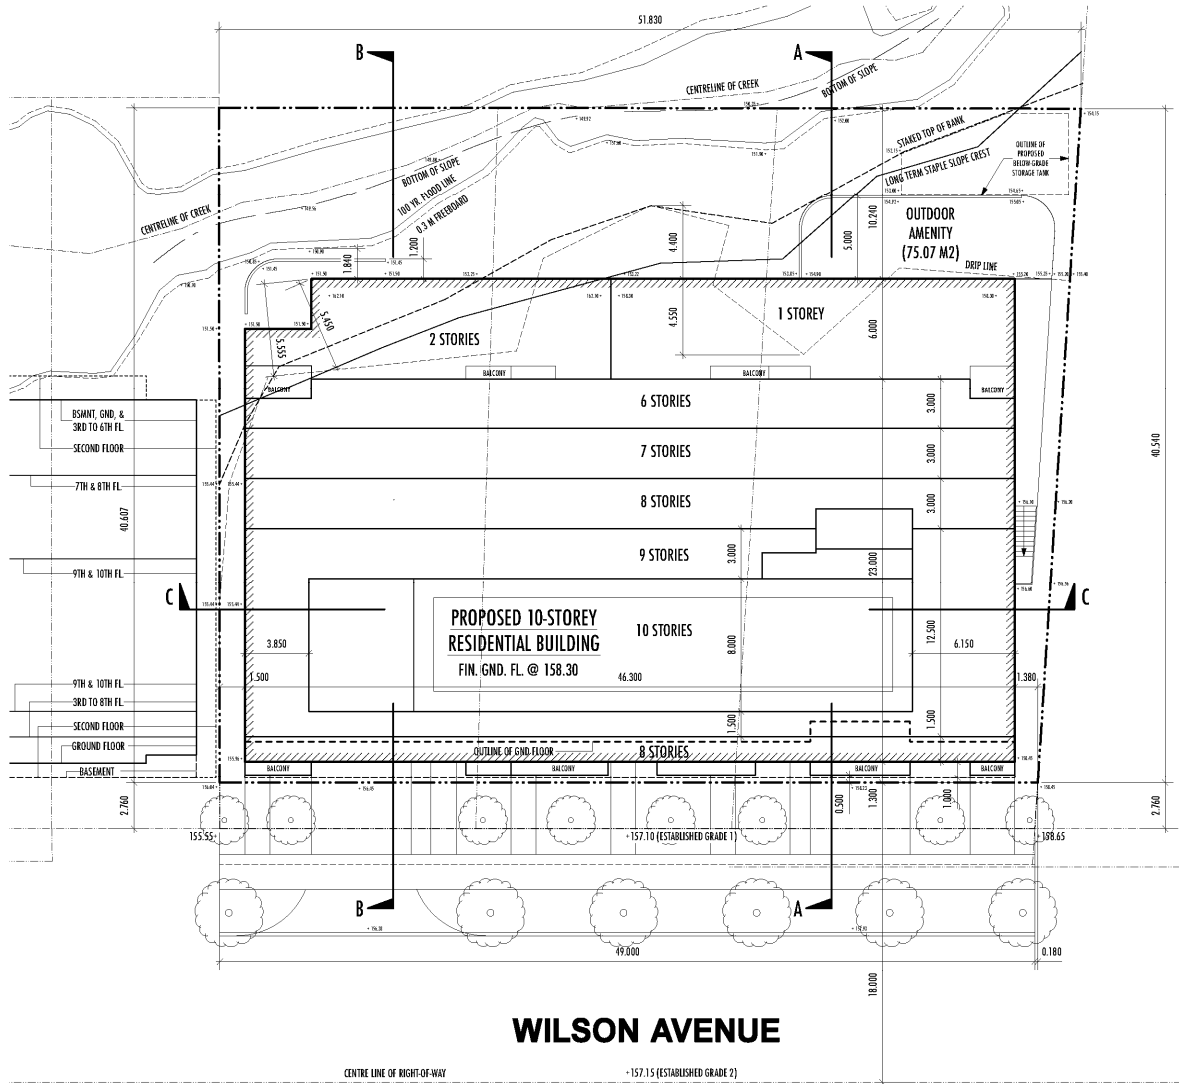 51.830
B
A
CENTRELINE OF CREEK
BOTTOM OF SLOPE
STAKED TOP OF BANK
LONG TERM STAPLE SLOPE CREST
OUTLINE OF
PROPOSED
BELOW-GRADE
STORAGE TANK
BOTTOM OF SLOPE
100 YR. FLOOD LINE
0.3 M FREEBOARD
CENTRELINE OF CREEK
10.240
OUTDOOR
AMENITY
(75.07 M2)
4.400
1.200
1.840
5.000
DRIP LINE
5.450
5.555
2 STORIES
4.550
1 STOREY
6.000
BALCONY
BALCONY
BALCONY
BALCONY
6 STORIES
3.000
BSMNT, GND, &
3RD TO 6TH FL.
SECOND FLOOR
7 STORIES
3.000
40.540
7TH & 8TH FL.
40.607
8 STORIES
3.000
9 STORIES
3.000
23.000
9TH & 10TH FL.
C
C
PROPOSED 10-STOREY
RESIDENTIAL BUILDING
FIN. GND. FL. @ 158.30
10 STORIES
8.000
12.500
3.850
6.150
1.500
46.300
1.380
9TH & 10TH FL.
3RD TO 8TH FL.
SECOND FLOOR
GROUND FLOOR
BASEMENT
1.500
1.500
OUTLINE OF GND FLOOR
8 STORIES
BALCONY
BALCONY
BALCONY
BALCONY
BALCONY
2.760
0.500
1.300
1.000
2.760
155.55
157.10 (ESTABLISHED GRADE 1)
158.65
B
A
49.000
0.180
18.000
WILSON AVENUE
CENTRE LINE OF RIGHT-OF-WAY
157.15 (ESTABLISHED GRADE 2)